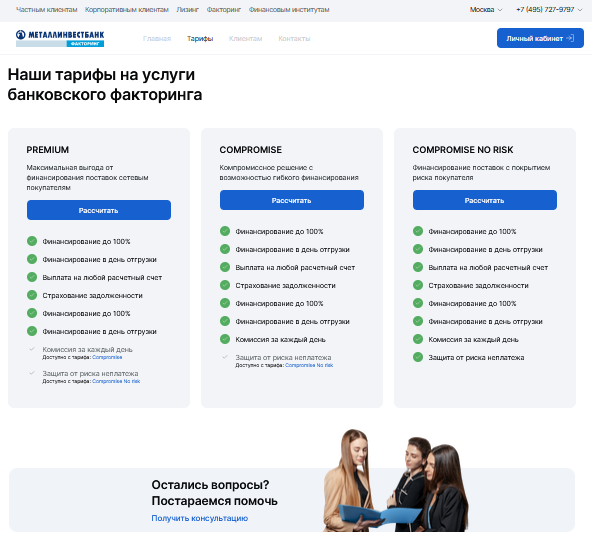 Частным клиентам Корпоративным клиентам Лизинг Факторинг Финансовым институтам Москва +7 (495) 727-9797
МЕТАЛЛИНВЕСТБАНК
ФАКТОРИНГ
Главная Тарифы Клиентам Контакты Личный кабинет
Наши тарифы на услуги
банковского факторинга
PREMIUM
Максимальная выгода от
финансирования поставок сетевым
покупателям
Рассчитать
Финансирование до 100%
Финансирование в день отгрузки
Выплата на любой расчетный счет
Страхование задолженности
Финансирование до 100%
Финансирование в день отгрузки
Комиссия за каждый день
Доступно с тарифа: Compromise
Защита от риска неплатежа
Доступно с тарифа: Compromise No risk
COMPROMISE
Компромиссное решение с
возможностью гибкого финансирования
Рассчитать
Финансирование до 100%
Финансирование в день отгрузки
Выплата на любой расчетный счет
Страхование задолженности
Финансирование до 100%
Финансирование в день отгрузки
Комиссия за каждый день
Защита от риска неплатежа
Доступно с тарифа: Compromise No risk
COMPROMISE NO RISK
Финансирование поставок с покрытием
риска покупателя
Рассчитать
Финансирование до 100%
Финансирование в день отгрузки
Выплата на любой расчетный счет
Страхование задолженности
Финансирование до 100%
Финансирование в день отгрузки
Комиссия за каждый день
Защита от риска неплатежа
Остались вопросы?
Постараемся помочь
Получить консультацию